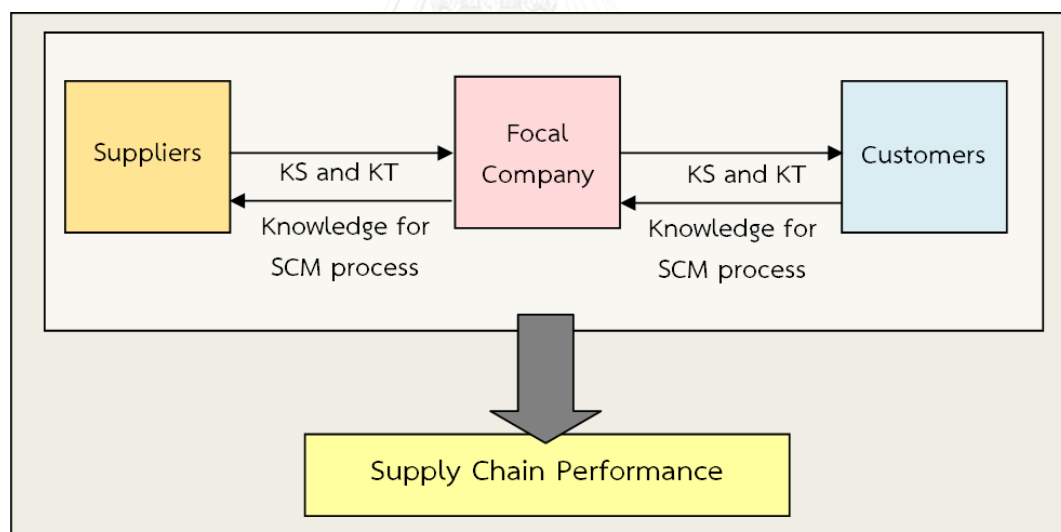 Suppliers
KS and KT
Knowledge for
SCM process
Focal
Company
KS and KT
Knowledge for
SCM process
Customers
Supply Chain Performance